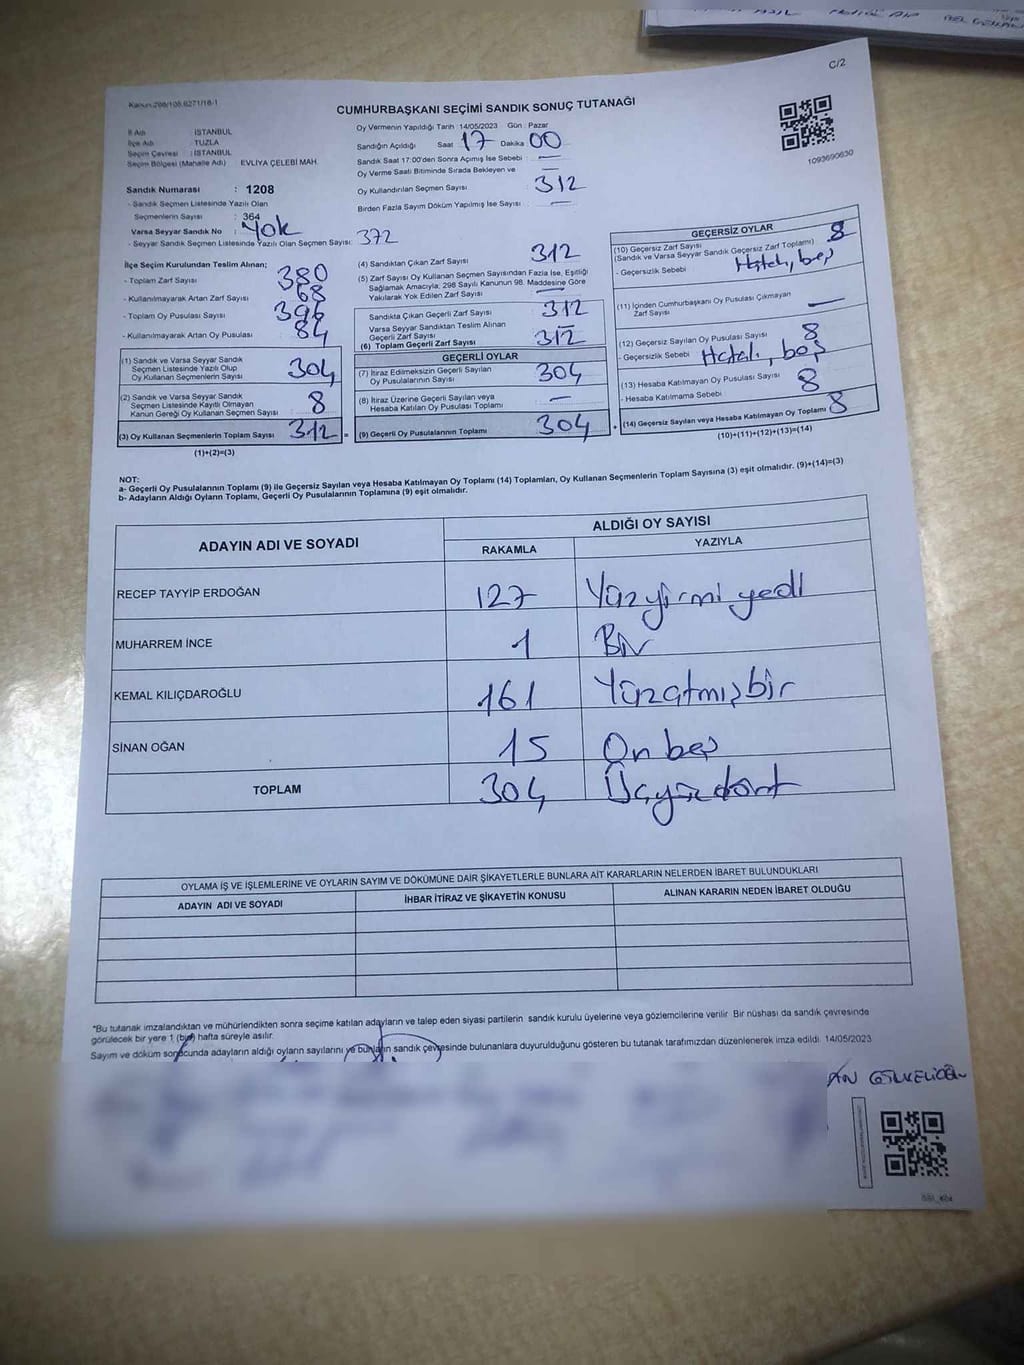 C/2
Kanun:298/105,6271/18-1
CUMHURBAŞKANI SEÇİMİ SANDIK SONUÇ TUTANAĞI
İl Adı : İSTANBUL
İlçe Adı : TUZLA
Seçim Çevresi : İSTANBUL
Seçim Bölgesi (Mahalle Adı) EVLİYA ÇELEBİ MAH.
Sandık Numarası : 1208
- Sandık Seçmen Listesinde Yazılı Olan
Seçmenlerin Sayısı : 364
Varsa Seyyar Sandık No : Yok
- Seyyar Sandık Seçmen Listesinde Yazılı Olan Seçmen Sayısı: 372
Oy Vermenin Yapıldığı Tarih :14/05/2023 Gün : Pazar
Sandığın Açıldığı Saat 17 Dakika 00
Sandık Saat 17:00'den Sonra Açımış İse Sebebi : —
Oy Verme Saati Bitiminde Sırada Bekleyen ve —
Oy Kullandırılan Seçmen Sayısı 312
Birden Fazla Sayım Döküm Yapılmış İse Sayısı : —
1093690630
İlçe Seçim Kurulundan Teslim Alınan;
- Toplam Zarf Sayısı : 380
- Kullanılmayarak Artan Zarf Sayısı : 68
- Toplam Oy Pusulası Sayısı : 396
- Kullanılmayarak Artan Oy Pusulası : 84
(1) Sandık ve Varsa Seyyar Sandık
Seçmen Listesinde Yazılı Olup
Oy Kullanan Seçmenlerin Sayısı 304
(2) Sandık ve Varsa Seyyar Sandık
Seçmen Listesinde Kayıtlı Olmayan
Kanun Gereği Oy Kullanan Seçmen Sayısı 8
(3) Oy Kullanan Seçmenlerin Toplam Sayısı 312 =
(1)+(2)=(3)
(4) Sandıktan Çıkan Zarf Sayısı 312
(5) Zarf Sayısı Oy Kullanan Seçmen Sayısından Fazla İse, Eşitliği
Sağlamak Amacıyla; 298 Sayılı Kanunun 98. Maddesine Göre
Yakılarak Yok Edilen Zarf Sayısı —
Sandıkta Çıkan Geçerli Zarf Sayısı 312
Varsa Seyyar Sandıktan Teslim Alınan
Geçerli Zarf Sayısı —
(6) Toplam Geçerli Zarf Sayısı 312
GEÇERLİ OYLAR
(7) İtiraz Edilmeksizin Geçerli Sayılan
Oy Pusulalarının Sayısı 304
(8) İtiraz Üzerine Geçerli Sayılan veya
Hesaba Katılan Oy Pusulası Toplamı —
(9) Geçerli Oy Pusulalarının Toplamı 304 +
GEÇERSİZ OYLAR
(10) Geçersiz Zarf Sayısı 8
(Sandık ve Varsa Seyyar Sandık Geçersiz Zarf Toplamı)
- Geçersizlik Sebebi Hatalı, boş
(11) İçinden Cumhurbaşkanı Oy Pusulası Çıkmayan
Zarf Sayısı —
(12) Geçersiz Sayılan Oy Pusulası Sayısı 8
- Geçersizlik Sebebi Hatalı, boş
(13) Hesaba Katılmayan Oy Pusulası Sayısı 8
- Hesaba Katılmama Sebebi :
(14) Geçersiz Sayılan veya Hesaba Katılmayan Oy Toplamı 8
(10)+(11)+(12)+(13)=(14)
NOT:
a- Geçerli Oy Pusulalarının Toplamı (9) ile Geçersiz Sayılan veya Hesaba Katılmayan Oy Toplamı (14) Toplamları, Oy Kullanan Seçmenlerin Toplam Sayısına (3) eşit olmalıdır. (9)+(14)=(3)
b- Adayların Aldığı Oyların Toplamı, Geçerli Oy Pusulalarının Toplamına (9) eşit olmalıdır.
ADAYIN ADI VE SOYADI ALDIĞI OY SAYISI
RAKAMLA YAZIYLA
RECEP TAYYİP ERDOĞAN 127 Yüzyirmi yedi
MUHARREM İNCE 1 Bir
KEMAL KILIÇDAROĞLU 161 Yüzatmışbir
SİNAN OĞAN 15 On beş
TOPLAM 304 Üçyüzdört
OYLAMA İŞ VE İŞLEMLERİNE VE OYLARIN SAYIM VE DÖKÜMÜNE DAİR ŞİKAYETLERLE BUNLARA AİT KARARLARIN NELERDEN İBARET BULUNDUKLARI
ADAYIN ADI VE SOYADI İHBAR İTİRAZ VE ŞİKAYETİN KONUSU ALINAN KARARIN NEDEN İBARET OLDUĞU
*Bu tutanak imzalandıktan ve mühürlendikten sonra seçime katılan adayların ve talep eden siyasi partilerin sandık kurulu üyelerine veya gözlemcilerine verilir. Bir nüshası da sandık çevresinde
görülecek bir yere 1 (bir) hafta süreyle asılır.
Sayım ve döküm sonucunda adayların aldığı oyların sayılarını ve bunların sandık çevresinde bulunanlara duyurulduğunu gösteren bu tutanak tarafımızdan düzenlenerek imza edildi. 14/05/2023